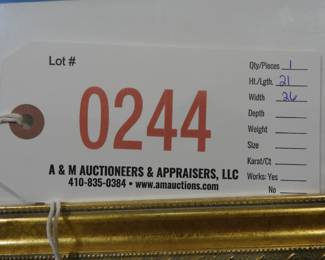 Lot #
0244
A & M AUCTIONEERS & APPRAISERS, LLC
410-835-0384 • www.amauctions.com
Qty/Pieces 1
Ht./Lgth. 21
Width 26
Depth
Weight
Size
Karat/Ct
Works: Yes
No